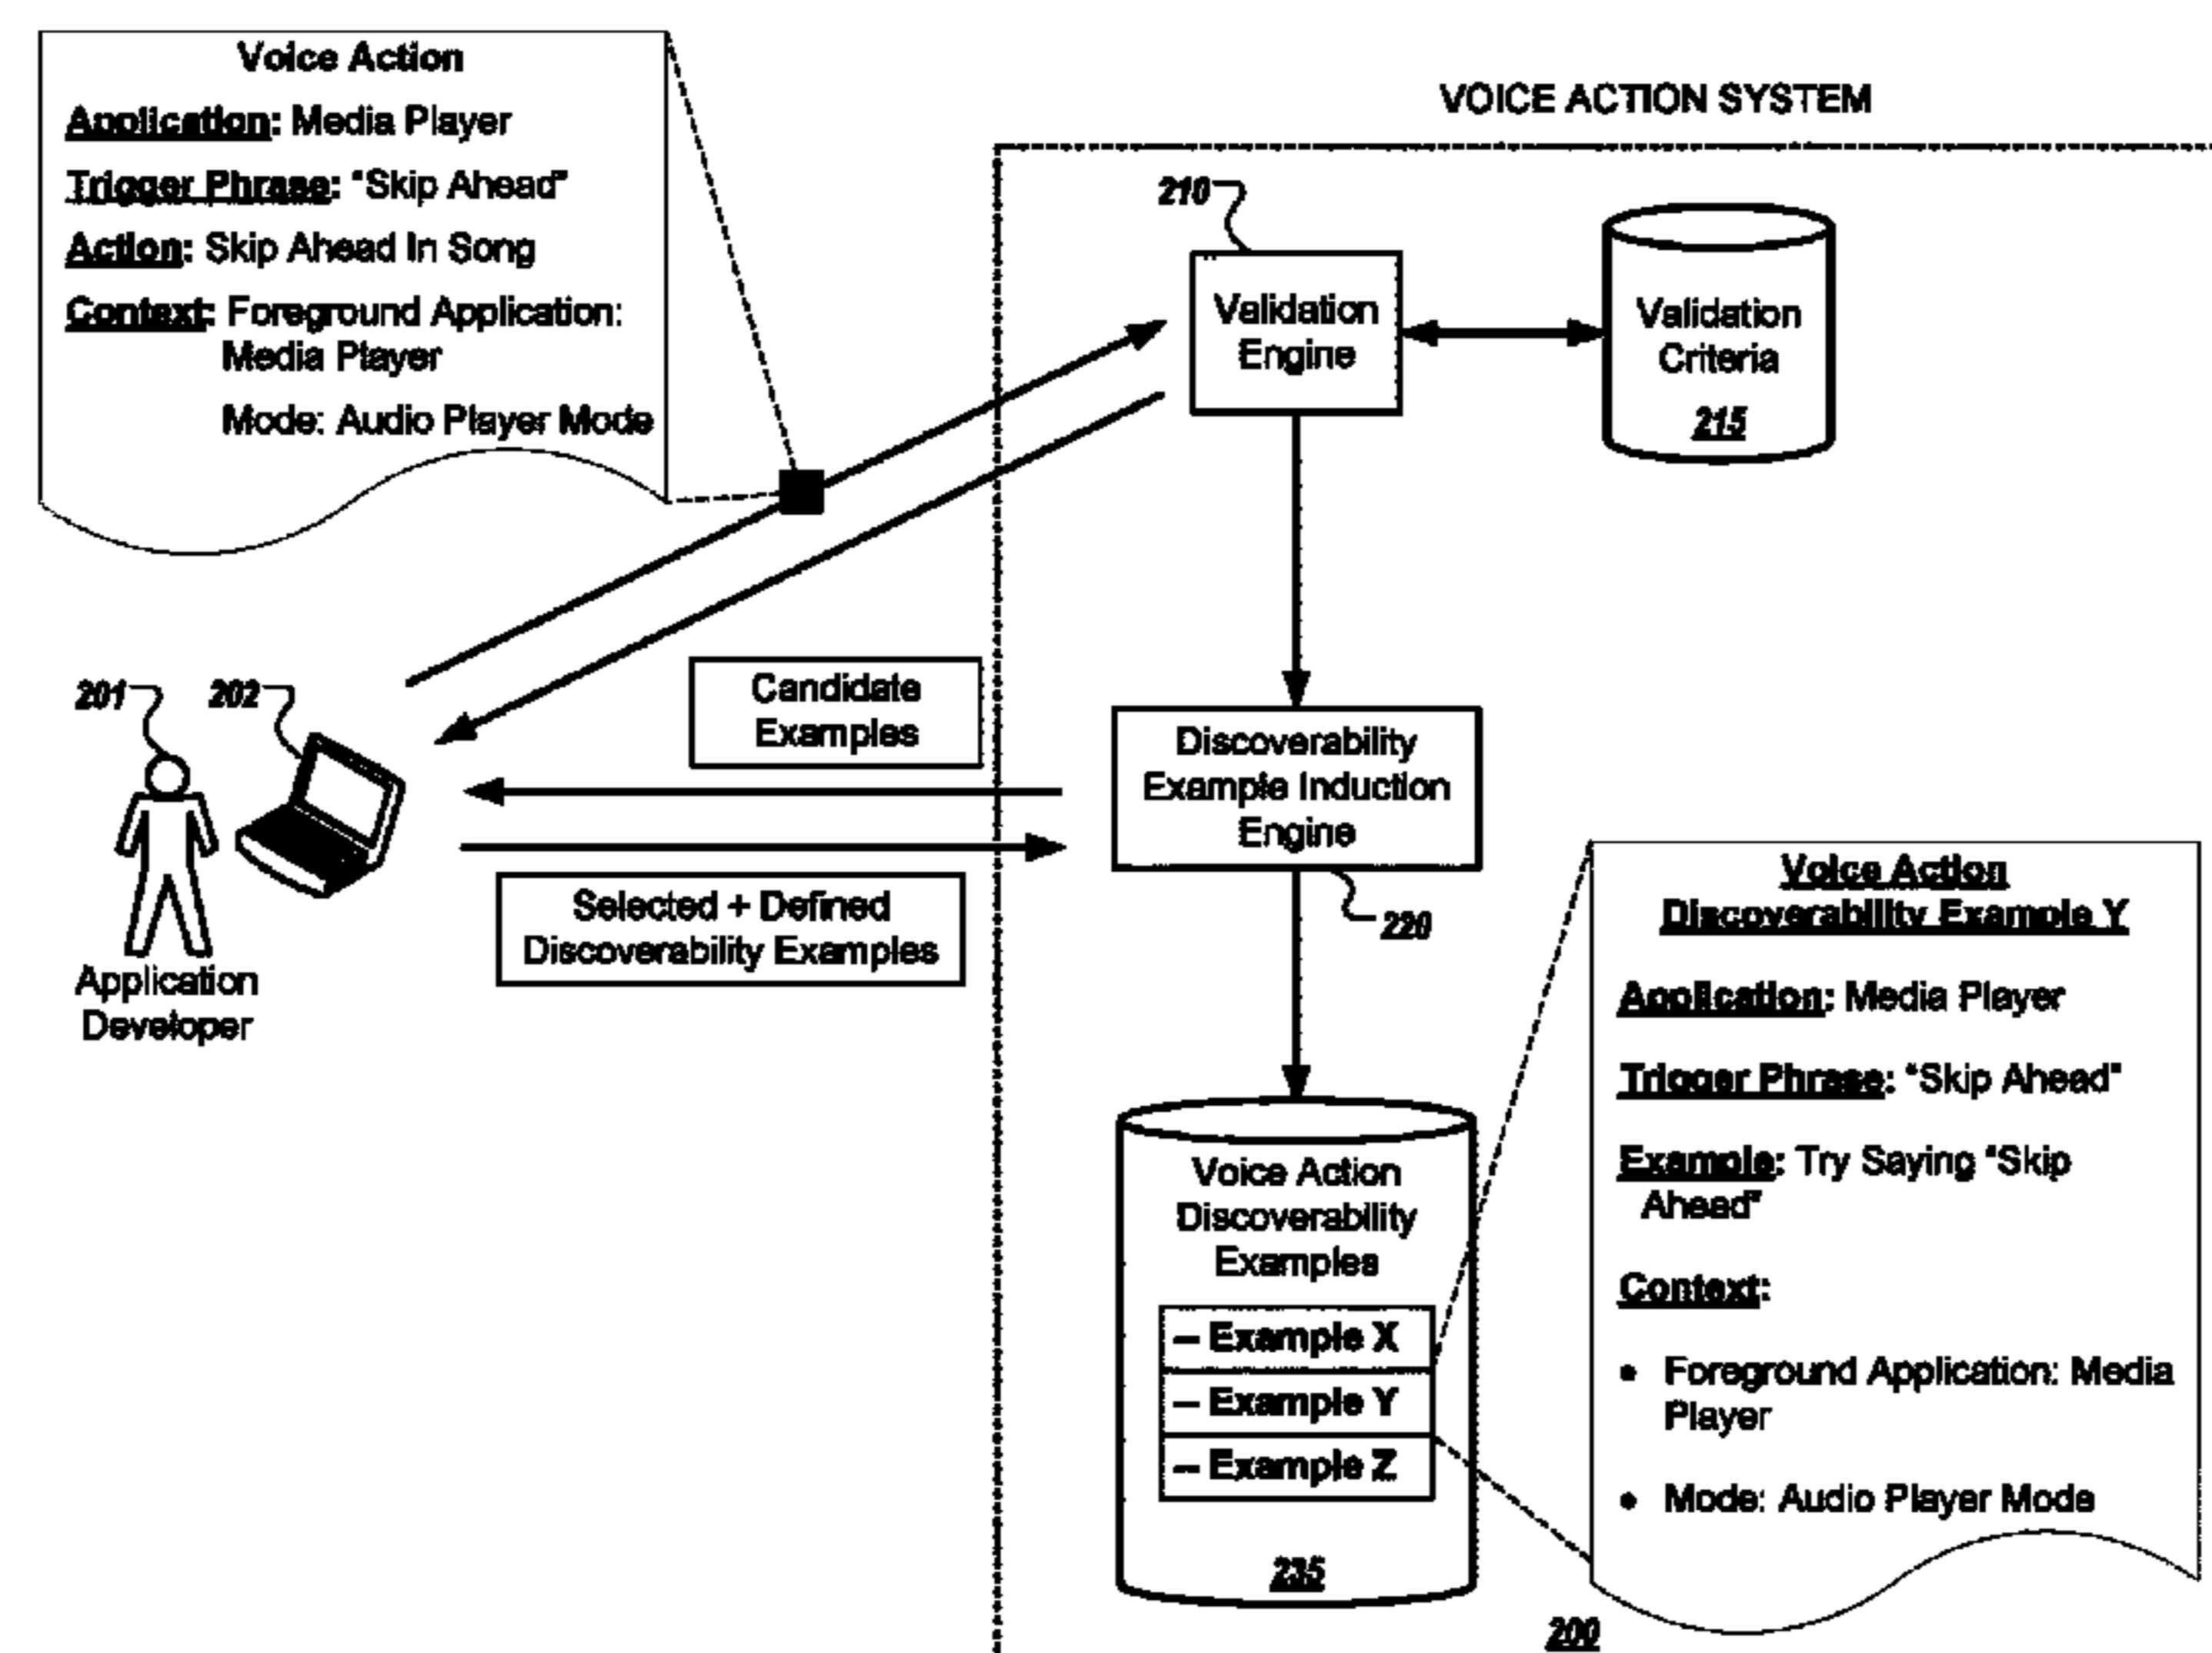 Voice Action
Application: Media Player
Trigger Phrase: "Skip Ahead"
Action: Skip Ahead In Song
Context: Foreground Application:
Media Player
Mode: Audio Player Mode
VOICE ACTION SYSTEM
210
Validation
Engine
Validation
Criteria
215
201
202
Application
Developer
Candidate
Examples
Selected + Defined
Discoverability Examples
Discoverability
Example Induction
Engine
220
Voice Action
Discoverability
Examples
– Example X
– Example Y
– Example Z
235
Voice Action
Discoverability Example Y
Application: Media Player
Trigger Phrase: "Skip Ahead"
Example: Try Saying "Skip
Ahead"
Context:
• Foreground Application: Media
Player
• Mode: Audio Player Mode
200